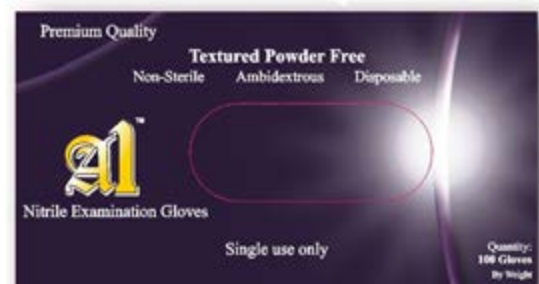 Premium Quality
Textured Powder Free
Non-Sterile Ambidextrous Disposable
A1™
Nitrile Examination Gloves
Single use only
Quantity:
100 Gloves
By Weight